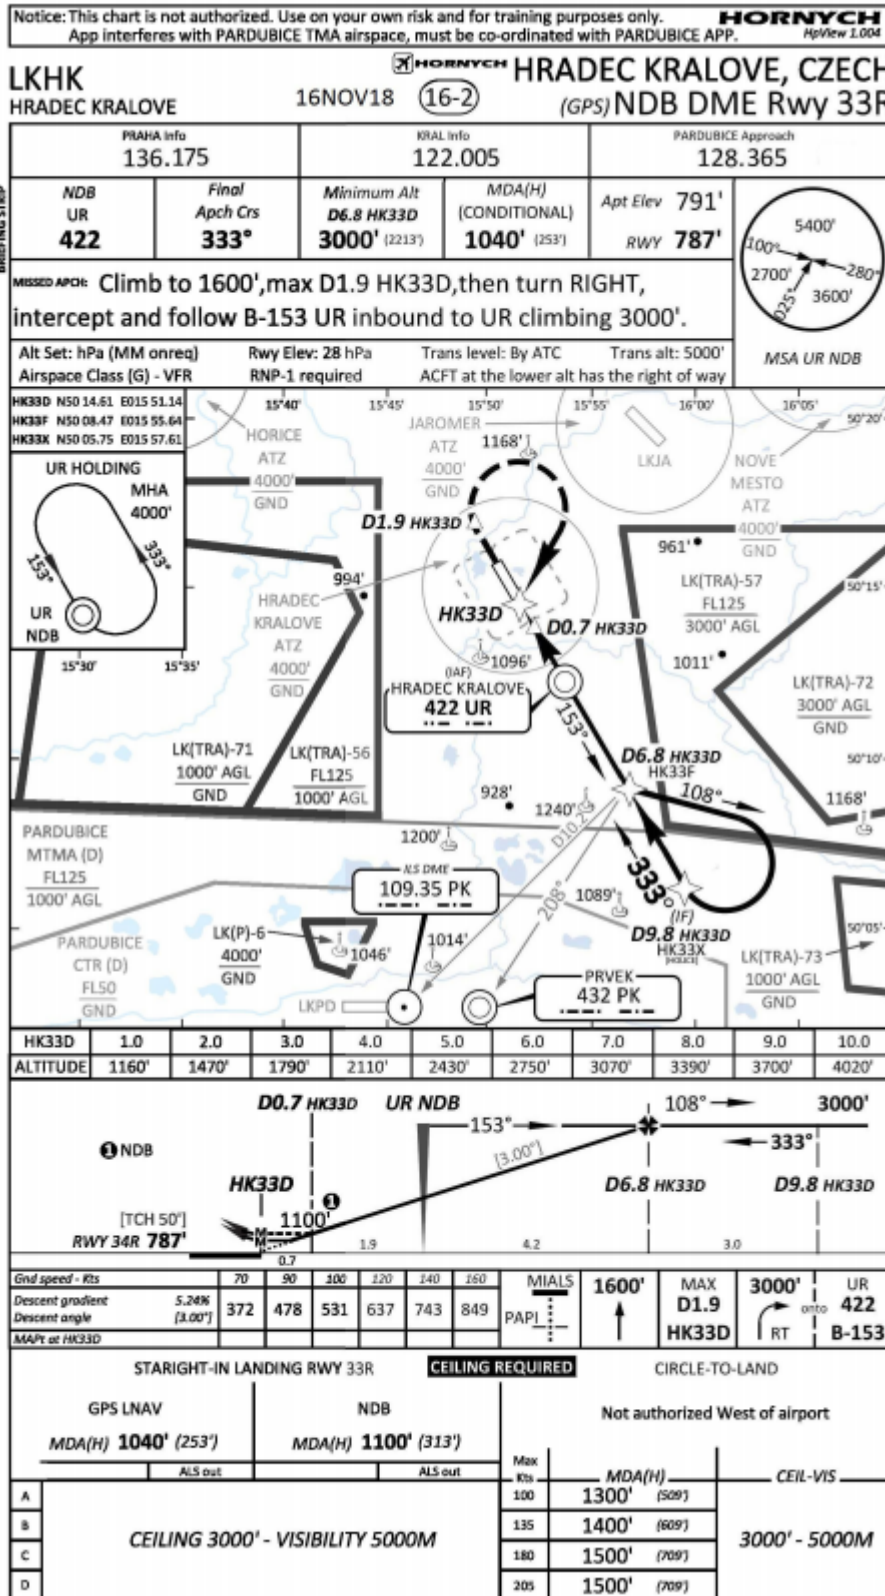 Notice: This chart is not authorized. Use on your own risk and for training purposes only.
App interferes with PARDUBICE TMA airspace, must be co-ordinated with PARDUBICE APP.
HORNYCH
HpView 1.004
LKHK
HRADEC KRALOVE
16NOV18
16-2
HORNYCH
HRADEC KRALOVE, CZECH
(GPS) NDB DME Rwy 33R
BRIEFING STRIP
PRAHA Info
136.175
KRAL Info
122.005
PARDUBICE Approach
128.365
NDB
UR
422
Final
Apch Crs
333°
Minimum Alt
D6.8 HK33D
3000' (2213')
MDA(H)
(CONDITIONAL)
1040' (253')
Apt Elev 791'
RWY 787'
5400'
100°
280°
2700'
025°
3600'
MSA UR NDB
MISSED APCH: Climb to 1600',max D1.9 HK33D,then turn RIGHT,
intercept and follow B-153 UR inbound to UR climbing 3000'.
Alt Set: hPa (MM onreq) Rwy Elev: 28 hPa Trans level: By ATC Trans alt: 5000'
Airspace Class (G) - VFR RNP-1 required ACFT at the lower alt has the right of way
HK33D N50 14.61 E015 51.14
HK33F N50 08.47 E015 55.64
HK33X N50 05.75 E015 57.61
15°40' 15°45' 15°50' 15°55' 16°00' 16°05'
50°20'
UR HOLDING
MHA
4000'
153°
333°
UR
NDB
15°30' 15°35'
HORICE
ATZ
4000'
GND
JAROMER
ATZ
4000'
GND
1168'
LKJA
NOVE
MESTO
ATZ
4000'
GND
D1.9 HK33D
961'
994'
LK(TRA)-57
FL125
3000' AGL
50°15'
HRADEC
KRALOVE
ATZ
4000'
GND
HK33D
D0.7 HK33D
1096'
1011'
(IAF)
HRADEC KRALOVE
422 UR
153°
LK(TRA)-72
3000' AGL
GND
LK(TRA)-71
1000' AGL
GND
LK(TRA)-56
FL125
1000' AGL
D6.8 HK33D
HK33F
108°
50°10'
928'
1240'
1168'
D10.2
1200'
PARDUBICE
MTMA (D)
FL125
1000' AGL
ILS DME
109.35 PK
208°
333°
1089'
(IF)
D9.8 HK33D
HK33X
PARDUBICE
CTR (D)
FL50
GND
LK(P)-6
4000'
GND
1046'
1014'
50°05'
LK(TRA)-73
1000' AGL
GND
LKPD
PRVEK
432 PK
HK33D 1.0 2.0 3.0 4.0 5.0 6.0 7.0 8.0 9.0 10.0
ALTITUDE 1160' 1470' 1790' 2110' 2430' 2750' 3070' 3390' 3700' 4020'
D0.7 HK33D UR NDB 108° 3000'
153°
333°
1 NDB
[3.00°]
HK33D
D6.8 HK33D
D9.8 HK33D
1
[TCH 50']
1100'
RWY 34R 787'
M
M
0.7
1.9
4.2
3.0
Gnd speed - Kts 70 90 100 120 140 160
Descent gradient 5.24%
Descent angle [3.00°]
372 478 531 637 743 849
MAPt at HK33D
MIALS
PAPI
1600'
MAX
D1.9
HK33D
3000'
RT
onto
UR
422
B-153
STARIGHT-IN LANDING RWY 33R
CEILING REQUIRED
CIRCLE-TO-LAND
GPS LNAV
MDA(H) 1040' (253')
NDB
MDA(H) 1100' (313')
Not authorized West of airport
ALS out
ALS out
Max
Kts
MDA(H)
CEIL-VIS
A 100 1300' (509')
B 135 1400' (609')
C 180 1500' (709')
D 205 1500' (709')
CEILING 3000' - VISIBILITY 5000M
3000' - 5000M